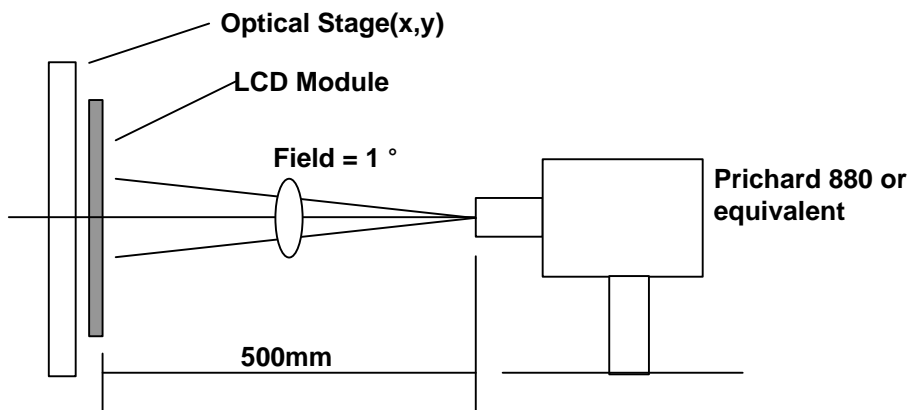 Optical Stage(x,y)
LCD Module
Field = 1 °
Prichard 880 or
equivalent
500mm